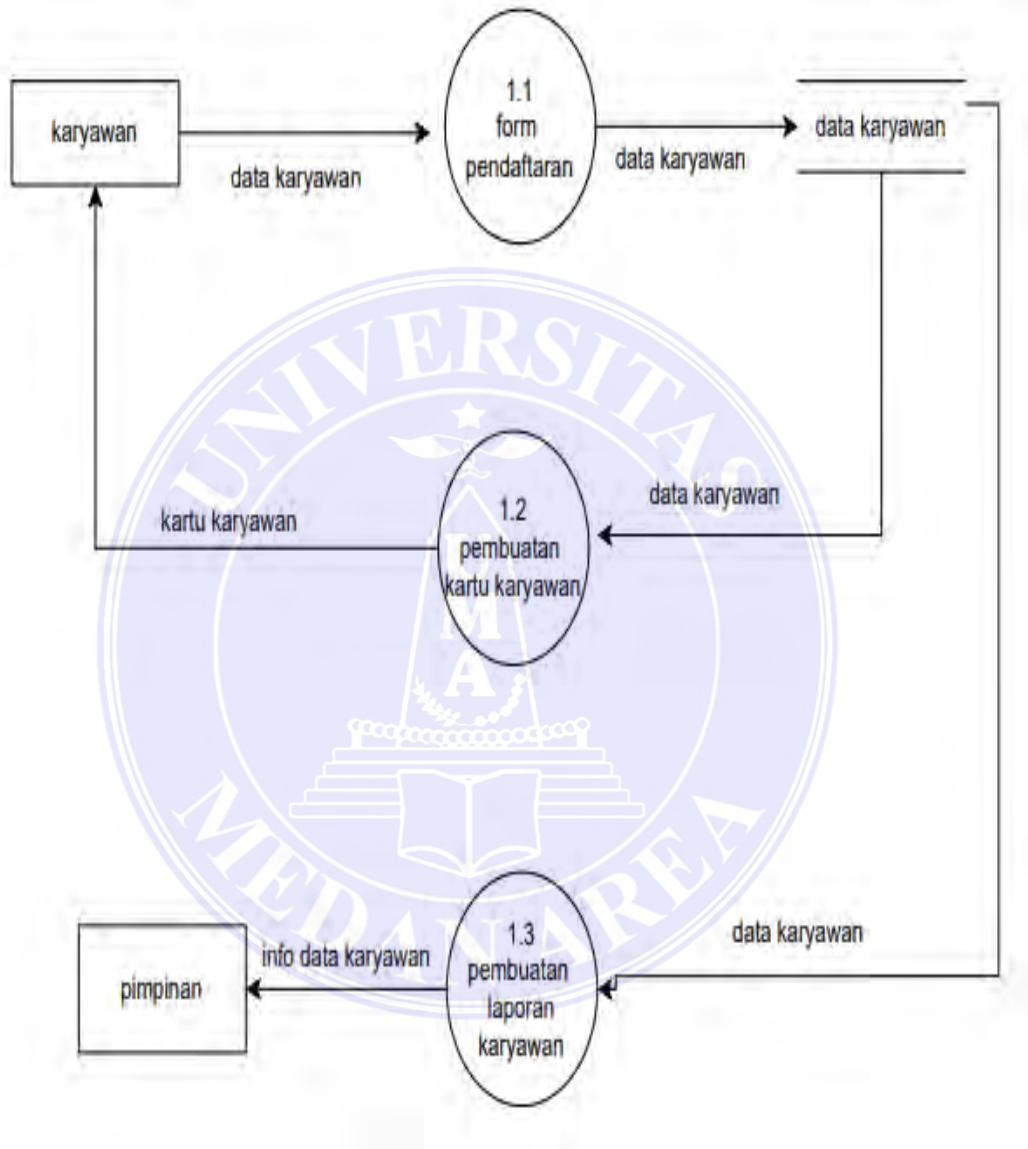 1.1
form
pendaftaran
karyawan
data karyawan
data karyawan
data karyawan
UNIVERSITAS
data karyawan
kartu karyawan
1.2
pembuatan
kartu karyawan
M
A
MEDAN AREA
data karyawan
1.3
pembuatan
laporan
karyawan
info data karyawan
pimpinan